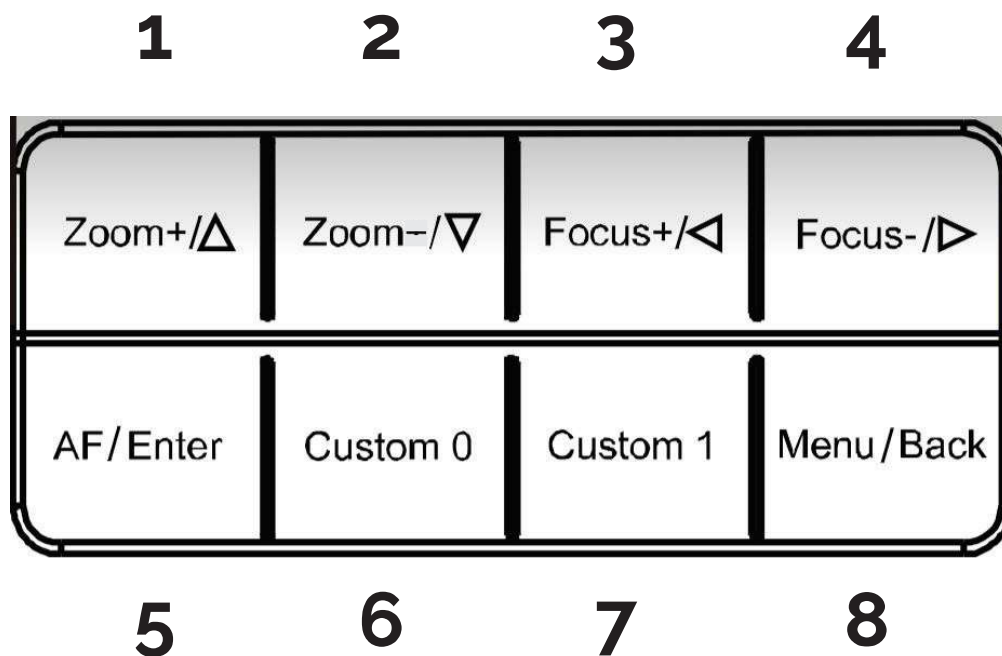 1 2 3 4
Zoom+/△ Zoom-/▽ Focus+/◁ Focus-/▷
AF/Enter Custom 0 Custom 1 Menu/Back
5 6 7 8